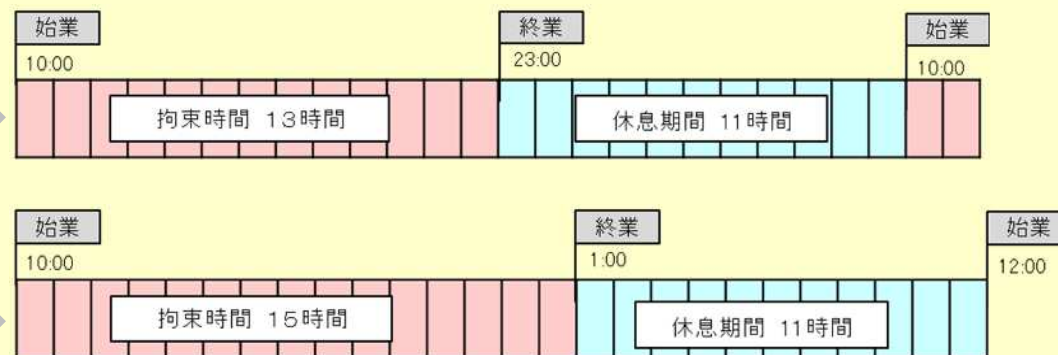 始業 終業 始業
10:00 23:00 10:00
拘束時間 13時間 休息期間 11時間
始業 終業 始業
10:00 1:00 12:00
拘束時間 15時間 休息期間 11時間